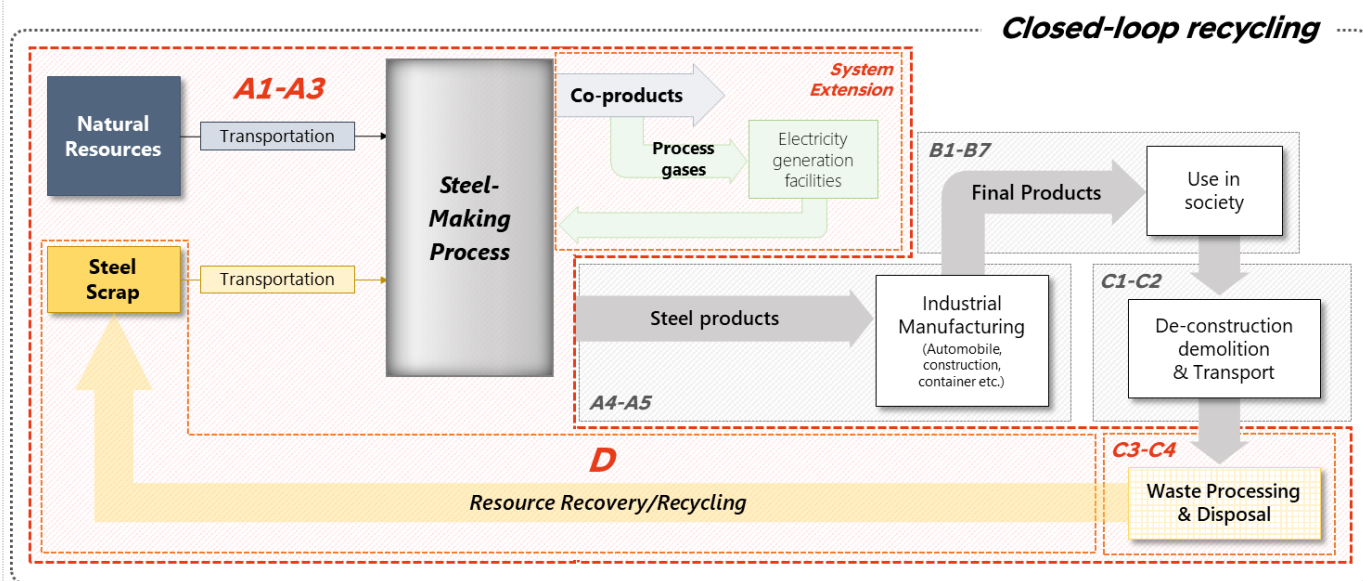 Closed-loop recycling
A1-A3
System
Extension
Natural
Resources
Transportation
Co-products
Process
gases
Electricity
generation
facilities
Steel-
Making
Process
B1-B7
Final Products
Use in
society
Steel
Scrap
Transportation
C1-C2
Steel products
Industrial
Manufacturing
(Automobile,
construction,
container etc.)
De-construction
demolition
& Transport
A4-A5
D
C3-C4
Resource Recovery/Recycling
Waste Processing
& Disposal